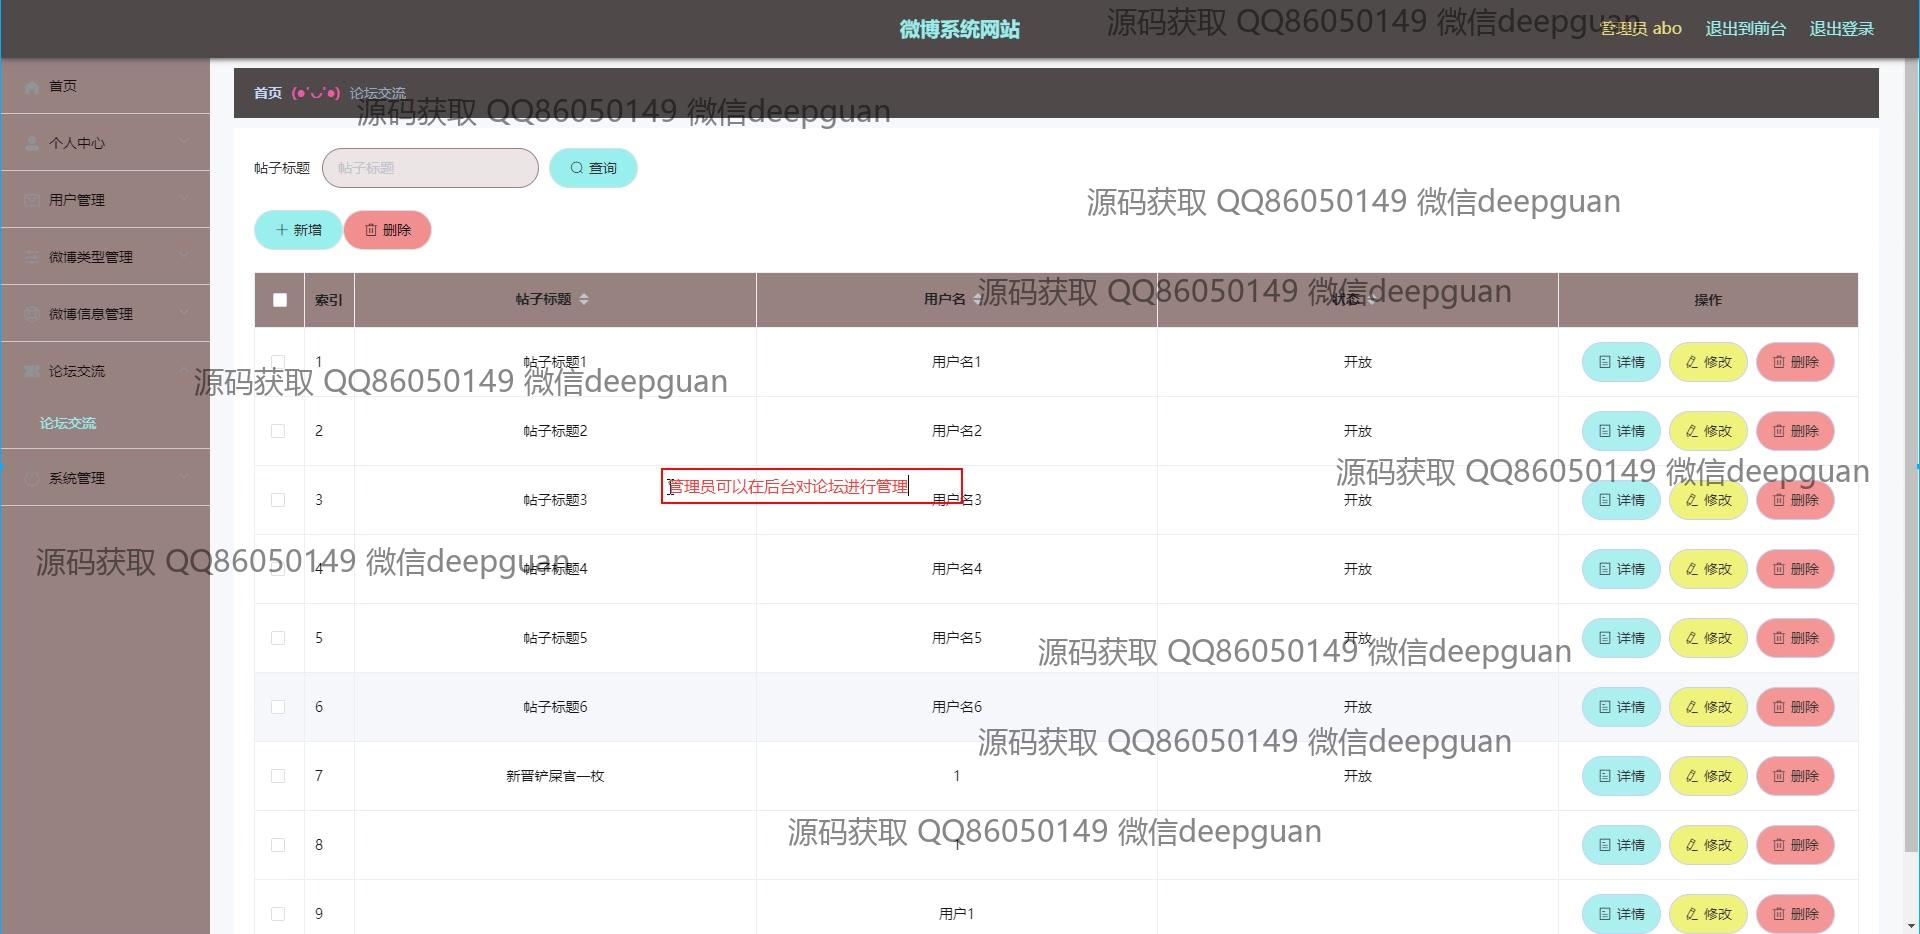 微博系统网站
源码获取 QQ86050149 微信deepguan
管理员 abo
退出到前台
退出登录
首页
个人中心
用户管理
微博类型管理
微博信息管理
论坛交流
论坛交流
系统管理
首页 (●'◡'●) 论坛交流
源码获取 QQ86050149 微信deepguan
帖子标题 帖子标题 查询
源码获取 QQ86050149 微信deepguan
新增 删除
索引 帖子标题 用户名 状态 操作
源码获取 QQ86050149 微信deepguan
1 帖子标题1 用户名1 开放 详情 修改 删除
源码获取 QQ86050149 微信deepguan
2 帖子标题2 用户名2 开放 详情 修改 删除
源码获取 QQ86050149 微信deepguan
管理员可以在后台对论坛进行管理
3 帖子标题3 用户名3 开放 详情 修改 删除
源码获取 QQ86050149 微信deepguan
4 帖子标题4 用户名4 开放 详情 修改 删除
5 帖子标题5 用户名5 开放 详情 修改 删除
源码获取 QQ86050149 微信deepguan
6 帖子标题6 用户名6 开放 详情 修改 删除
源码获取 QQ86050149 微信deepguan
7 新晋铲屎官一枚 1 开放 详情 修改 删除
源码获取 QQ86050149 微信deepguan
8 1 详情 修改 删除
9 用户1 详情 修改 删除